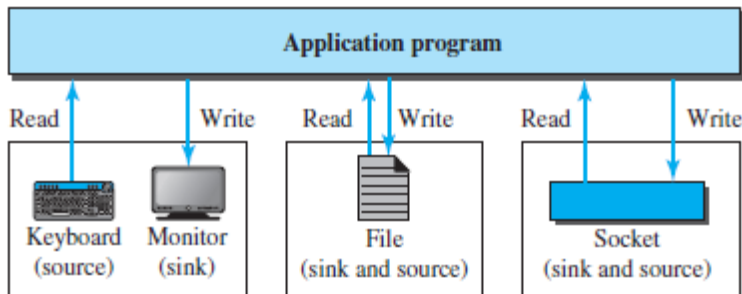 Application program
Read
Write
Read
Write
Read
Write
Keyboard
(source)
Monitor
(sink)
File
(sink and source)
Socket
(sink and source)